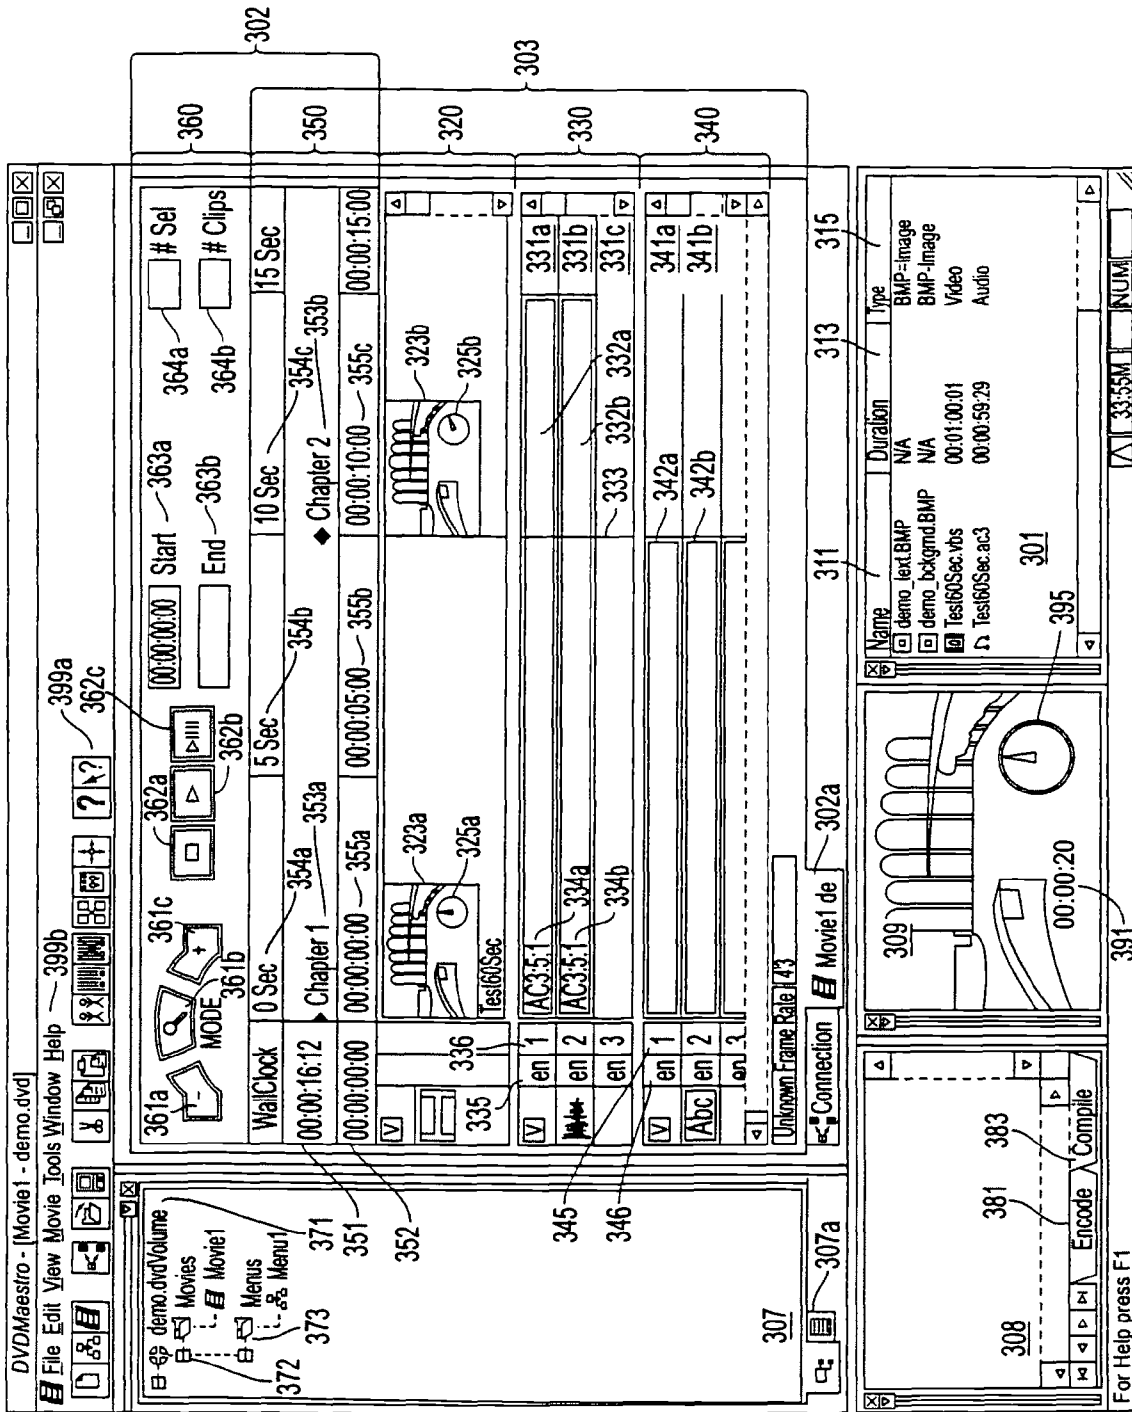 DVDMaestro - [Movie1 - demo.dvd]
File Edit View Movie Tools Window Help
399b
399a
362c
? ?
demo.dvdVolume
Movies
Movie1
Menus
Menu1
371
372
373
351
352
307
307a
361a
- MODE +
361b
361c
362a
362b
00:00:00:00 Start
363a
End
363b
# Sel
364a
# Clips
364b
360
302
WallClock 0 Sec 5 Sec 10 Sec 15 Sec
354a
354b
354c
00:00:16:12 Chapter 1 Chapter 2
353a
353b
350
00:00:00:00 00:00:00:00 00:00:05:00 00:00:10:00 00:00:15:00
355a
355b
355c
303
V
323a
325a
323b
325b
320
Test60Sec
335
336
V en 1 AC3:5:1 331a
en 2 AC3:5:1 331b
en 3 331c
334a
334b
332a
332b
333
330
V en 1 342a 341a
Abc en 2 342b 341b
en 3
340
345
346
Unknown Frame Rate 4:3
Connection Movie1 de
302a
308
Encode Compile
381
383
309
00:00:20
391
395
311
313
315
Name Duration Type
demo_text.BMP N/A BMP=Image
demo_bckgrnd.BMP N/A BMP-Image
Test60Sec.vbs 00:01:00:01 Video
Test60Sec.ac3 00:00:59:29 Audio
301
For Help press F1
33:55M NUM